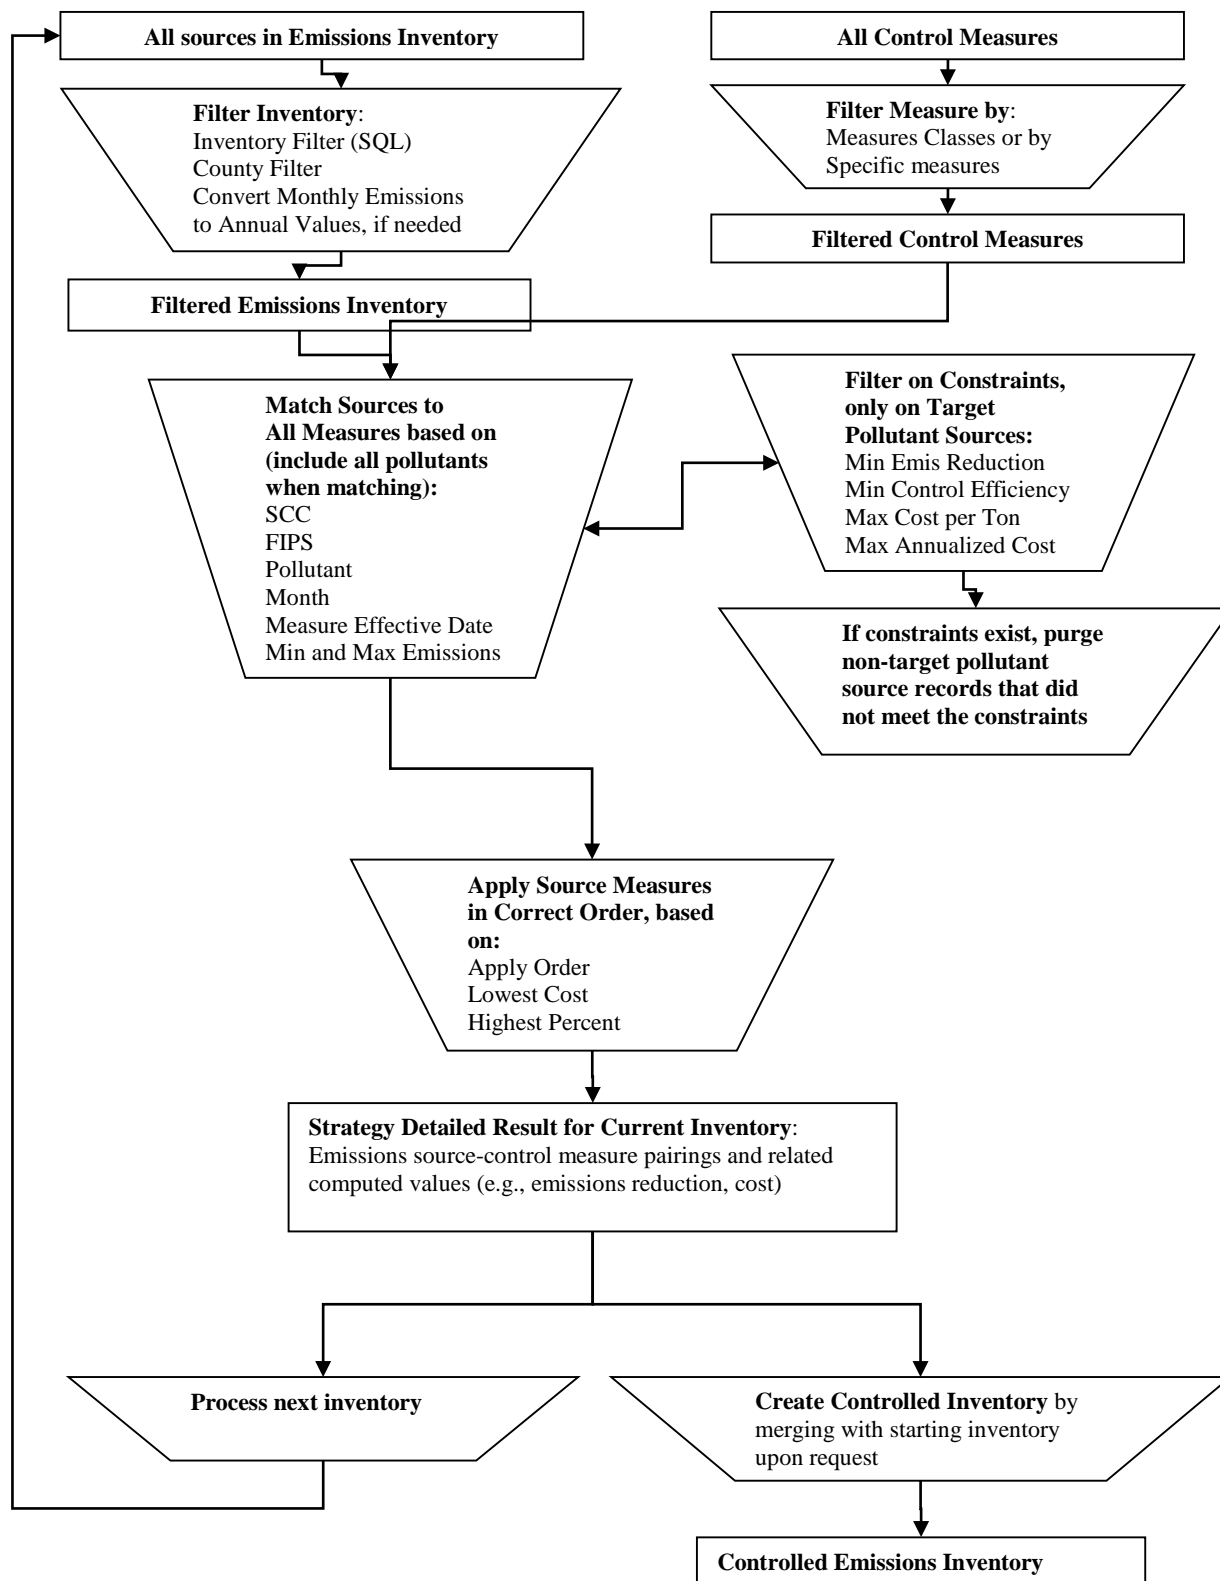 All sources in Emissions Inventory
All Control Measures
Filter Inventory:
Inventory Filter (SQL)
County Filter
Convert Monthly Emissions
to Annual Values, if needed
Filter Measure by:
Measures Classes or by
Specific measures
Filtered Control Measures
Filtered Emissions Inventory
Match Sources to
All Measures based on
(include all pollutants
when matching):
SCC
FIPS
Pollutant
Month
Measure Effective Date
Min and Max Emissions
Filter on Constraints,
only on Target
Pollutant Sources:
Min Emis Reduction
Min Control Efficiency
Max Cost per Ton
Max Annualized Cost
If constraints exist, purge
non-target pollutant
source records that did
not meet the constraints
Apply Source Measures
in Correct Order, based
on:
Apply Order
Lowest Cost
Highest Percent
Strategy Detailed Result for Current Inventory:
Emissions source-control measure pairings and related
computed values (e.g., emissions reduction, cost)
Process next inventory
Create Controlled Inventory by
merging with starting inventory
upon request
Controlled Emissions Inventory